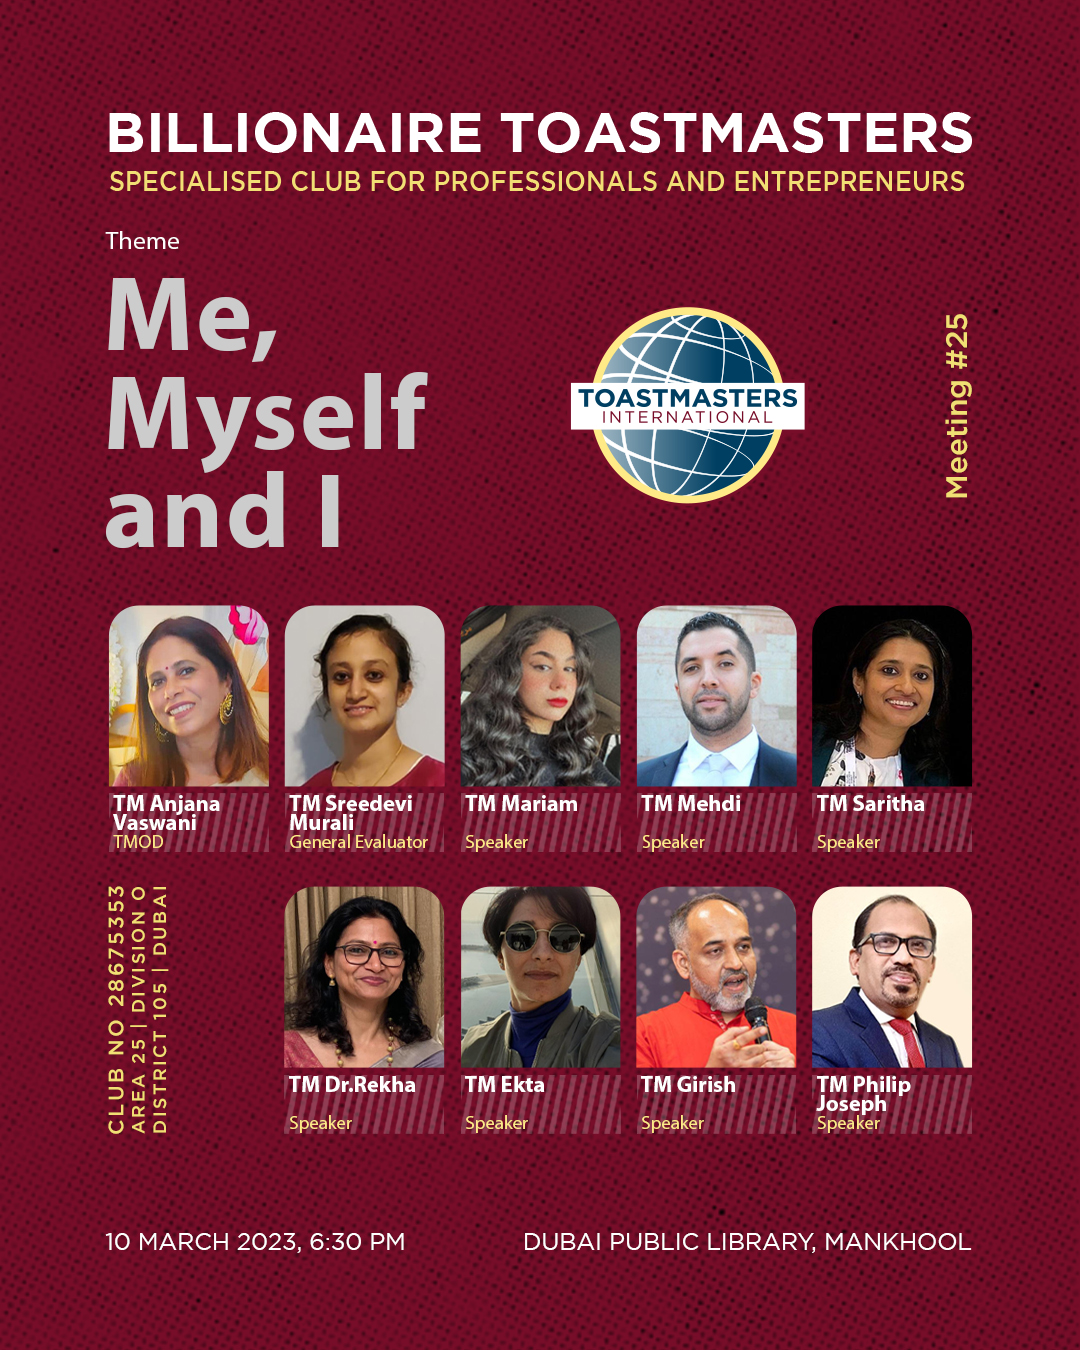 BILLIONAIRE TOASTMASTERS
SPECIALISED CLUB FOR PROFESSIONALS AND ENTREPRENEURS
Theme
Me,
Myself
and I
TOASTMASTERS
INTERNATIONAL
Meeting #25
TM Anjana
Vaswani
TMOD
TM Sreedevi
Murali
General Evaluator
TM Mariam
Speaker
TM Mehdi
Speaker
TM Saritha
Speaker
CLUB NO 28675353
AREA 25 | DIVISION O
DISTRICT 105 | DUBAI
TM Dr.Rekha
Speaker
TM Ekta
Speaker
TM Girish
Speaker
TM Philip
Joseph
Speaker
10 MARCH 2023, 6:30 PM
DUBAI PUBLIC LIBRARY, MANKHOOL